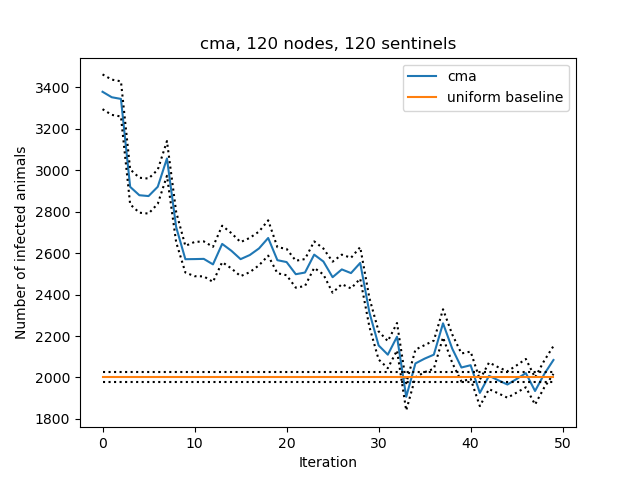 cma, 120 nodes, 120 sentinels
cma
uniform baseline
Number of infected animals
3400
3200
3000
2800
2600
2400
2200
2000
1800
0 10 20 30 40 50
Iteration